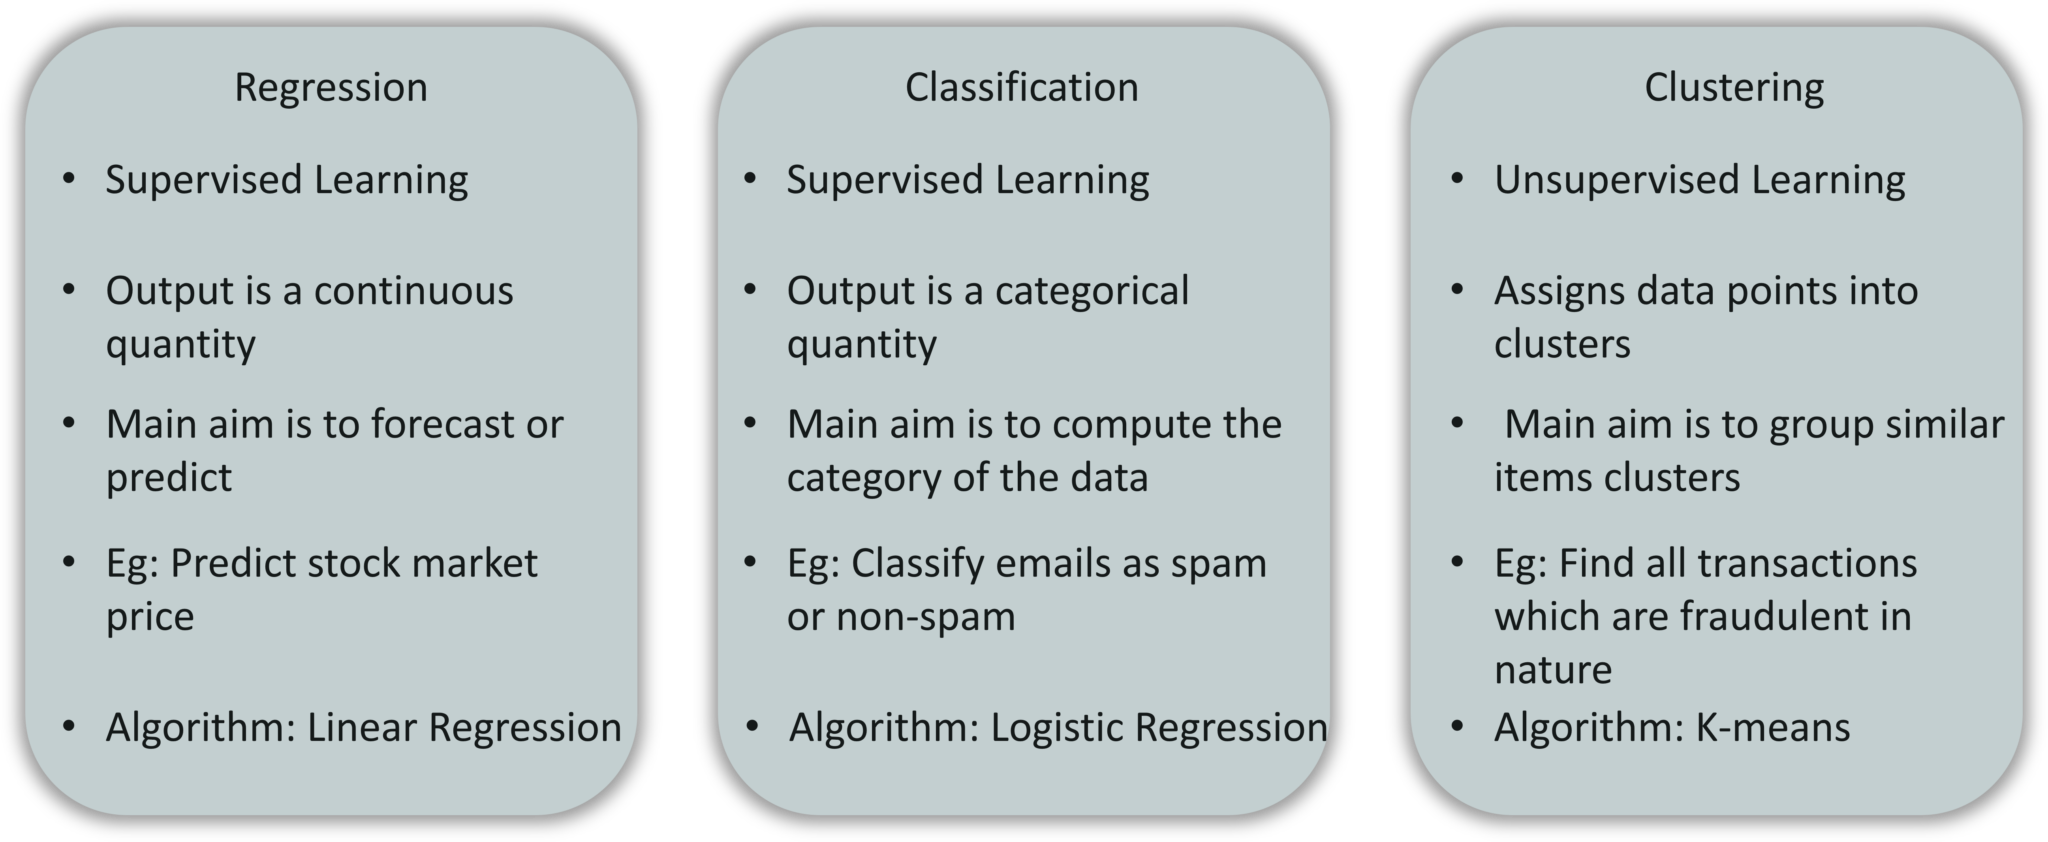 Regression
• Supervised Learning
• Output is a continuous
quantity
• Main aim is to forecast or
predict
• Eg: Predict stock market
price
• Algorithm: Linear Regression
Classification
• Supervised Learning
• Output is a categorical
quantity
• Main aim is to compute the
category of the data
• Eg: Classify emails as spam
or non-spam
• Algorithm: Logistic Regression
Clustering
• Unsupervised Learning
• Assigns data points into
clusters
• Main aim is to group similar
items clusters
• Eg: Find all transactions
which are fraudulent in
nature
• Algorithm: K-means